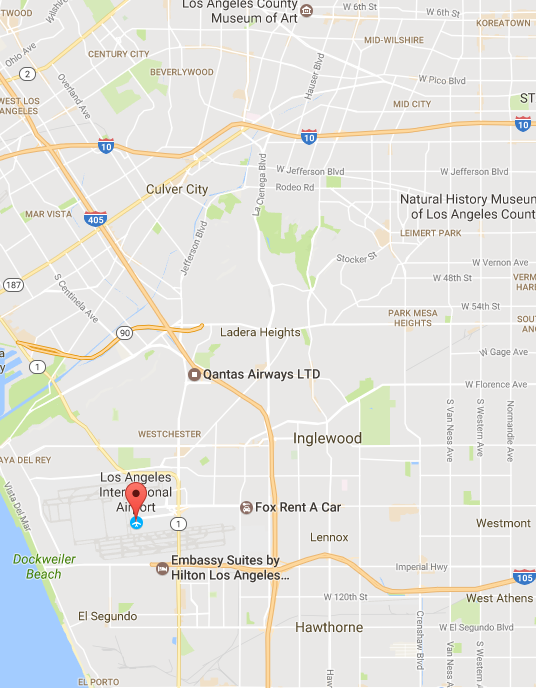 Los Angeles County
Museum of Art
W 6th St
W 6th St
KOREATOWN
TWOOD
Wilshire
CENTURY CITY
MID-WILSHIRE
Ohio Ave
2
BEVERLYWOOD
Hauser Blvd
W Pico Blvd
Overland Ave
WEST LOS
ANGELES
MID CITY
ST
10
10
10
W Jefferson Blvd
W Jefferson Blvd
Rodeo Rd
Culver City
La Cienega Blvd
Natural History Museum
of Los Angeles Count
MAR VISTA
405
LEIMERT PARK
Jefferson Blvd
Stocker St
W Vernon Ave
W 48th St
VERM
HAR
187
S Centinela Ave
W 54th St
PARK MESA
HEIGHTS
SOU
AN
90
Ladera Heights
W Gage Ave
a
y
1
Qantas Airways LTD
W Florence Ave
S Van Ness Ave
S Western Ave
Normandie Ave
WESTCHESTER
Inglewood
AYA DEL REY
Los Angeles
International
Airport
Vista Del Mar
Fox Rent A Car
1
Westmont
Lennox
Dockweiler
Beach
Embassy Suites by
Hilton Los Angeles...
Imperial Hwy
105
W 120th St
West Athens
El Segundo
Hawthorne
Crenshaw Blvd
W El Segundo Blvd
Van Ness A
S Western A
Haw
EL PORTO